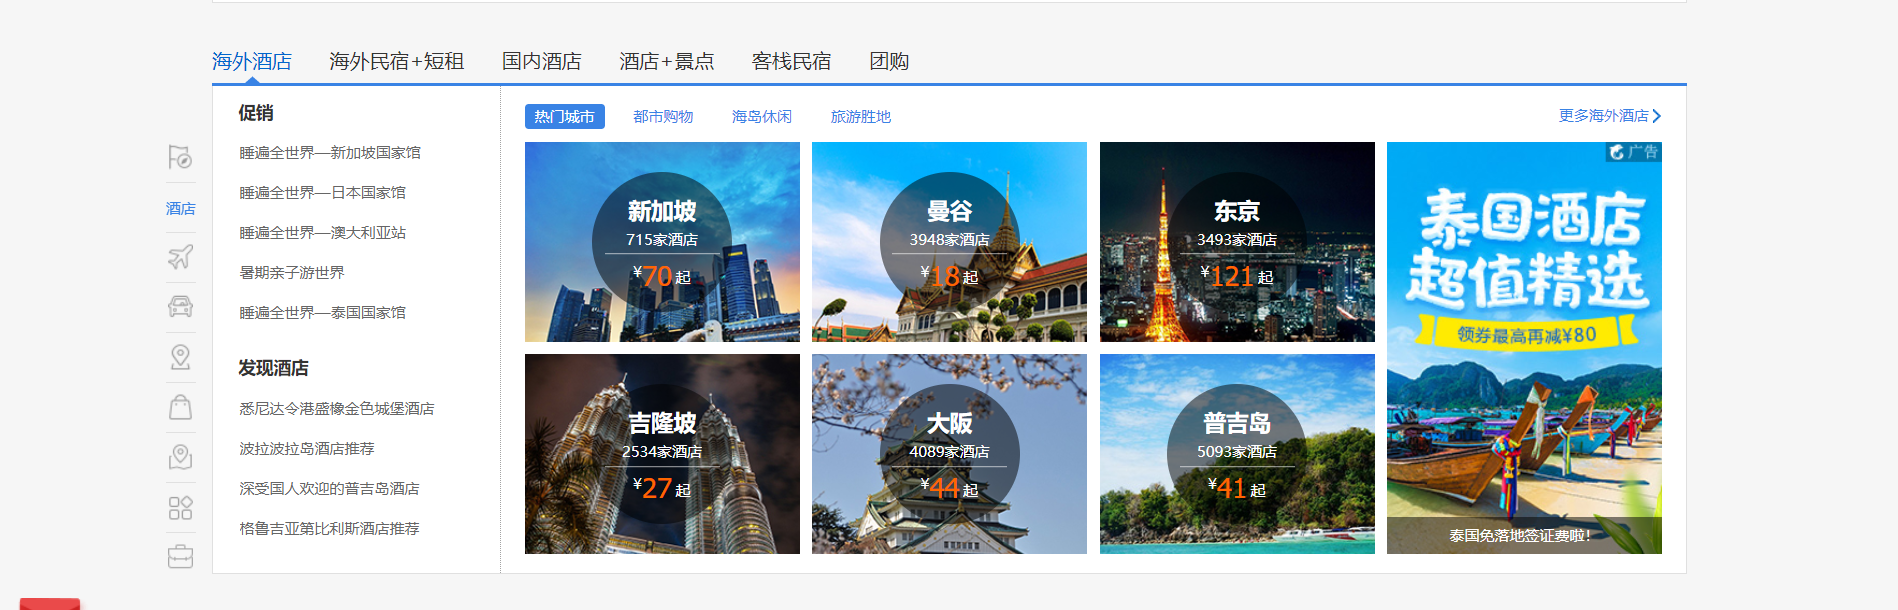 海外酒店 海外民宿+短租 国内酒店 酒店+景点 客栈民宿 团购
酒店
促销
睡遍全世界—新加坡国家馆
睡遍全世界—日本国家馆
睡遍全世界—澳大利亚站
暑期亲子游世界
睡遍全世界—泰国国家馆
发现酒店
悉尼达令港盛橡金色城堡酒店
波拉波拉岛酒店推荐
深受国人欢迎的普吉岛酒店
格鲁吉亚第比利斯酒店推荐
热门城市 都市购物 海岛休闲 旅游胜地 更多海外酒店
新加坡
715家酒店
¥70起
曼谷
3948家酒店
¥18起
东京
3493家酒店
¥121起
吉隆坡
2534家酒店
¥27起
大阪
4089家酒店
¥44起
普吉岛
5093家酒店
¥41起
广告
泰国酒店
超值精选
领券最高再减¥80
泰国免落地签证费啦！